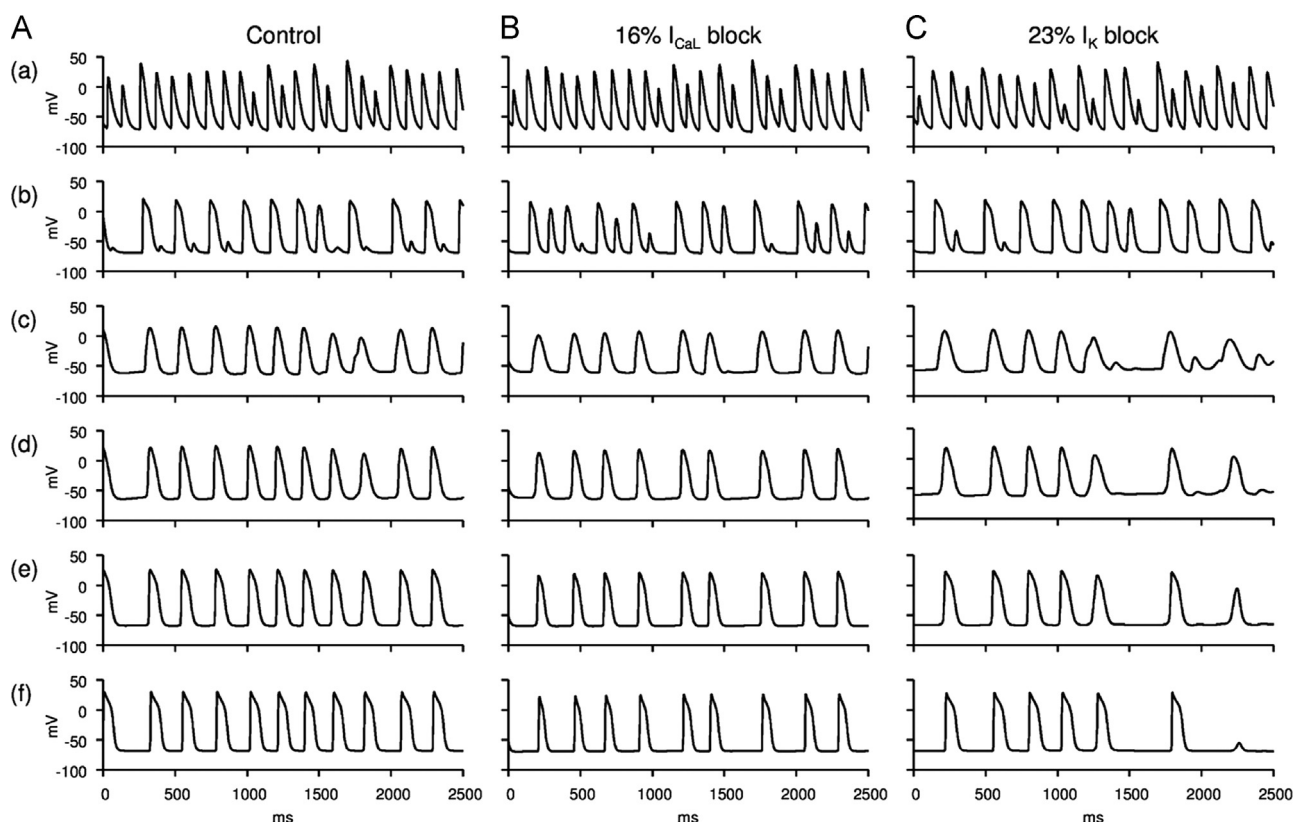 A B C
Control 16% I_CaL block 23% I_K block
(a) mV 50 0 -50 -100
(b) mV 50 0 -50 -100
(c) mV 50 0 -50 -100
(d) mV 50 0 -50 -100
(e) mV 50 0 -50 -100
(f) mV 50 0 -50 -100
0 500 1000 1500 2000 2500 0 500 1000 1500 2000 2500 0 500 1000 1500 2000 2500
ms ms ms